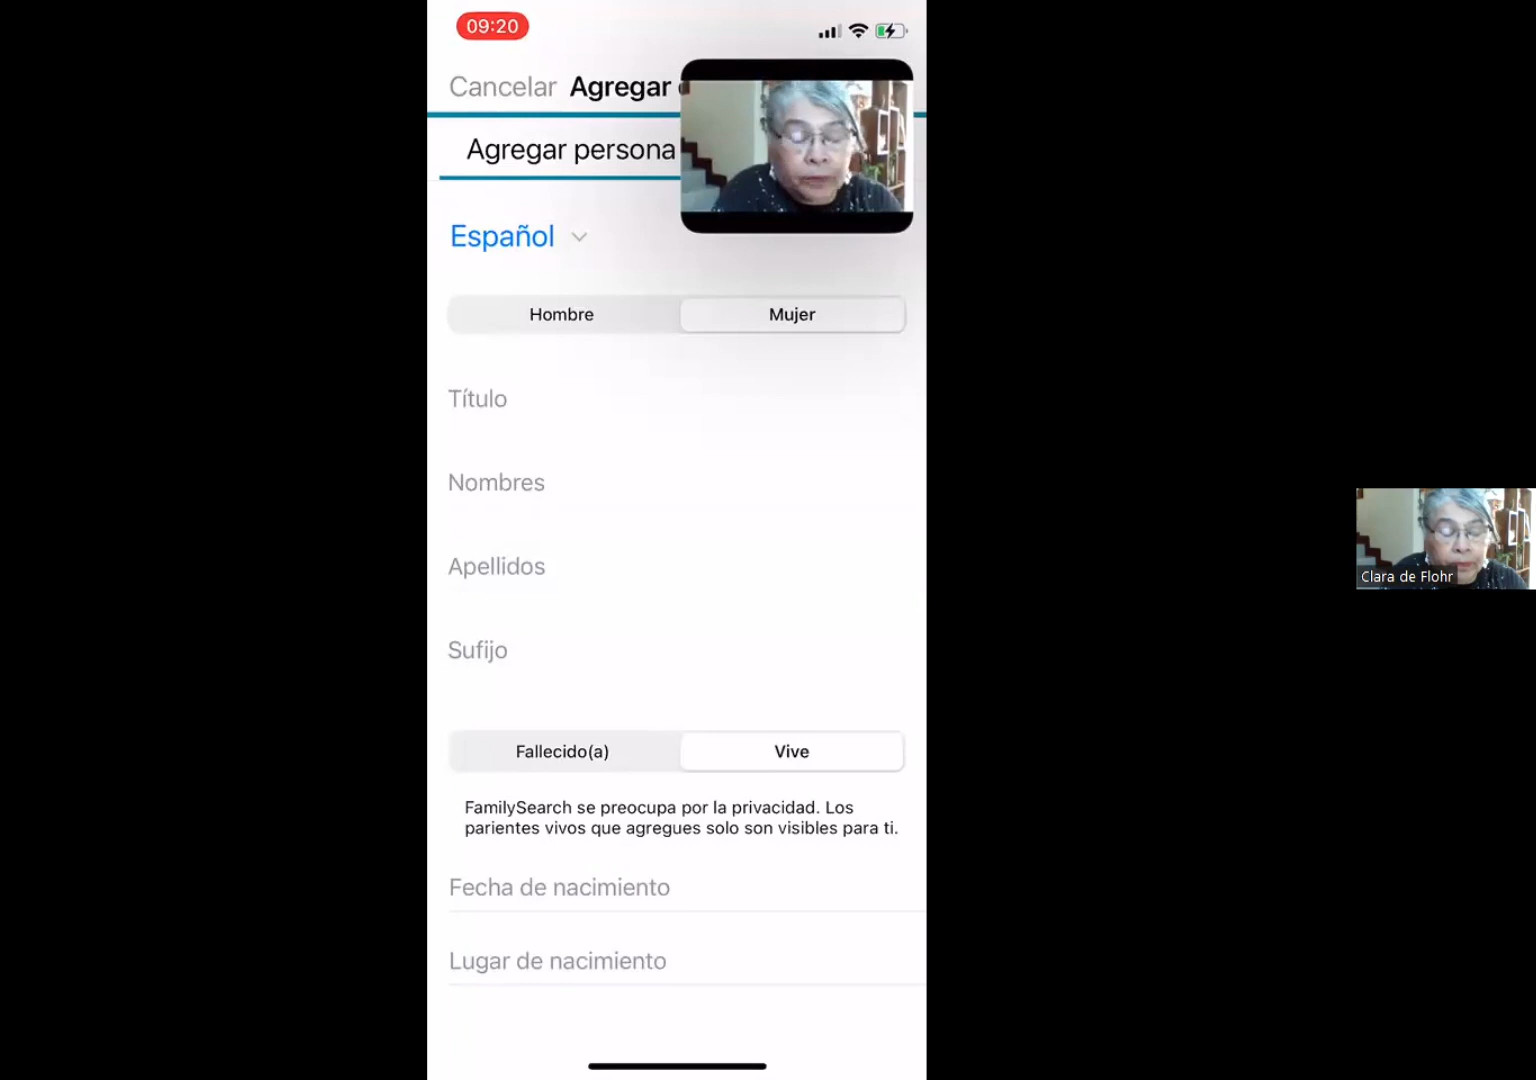 09:20
Cancelar Agregar
Agregar persona
Español
Hombre Mujer
Título
Nombres
Apellidos
Sufijo
Fallecido(a) Vive
FamilySearch se preocupa por la privacidad. Los
parientes vivos que agregues solo son visibles para ti.
Fecha de nacimiento
Lugar de nacimiento
Clara de Flohr